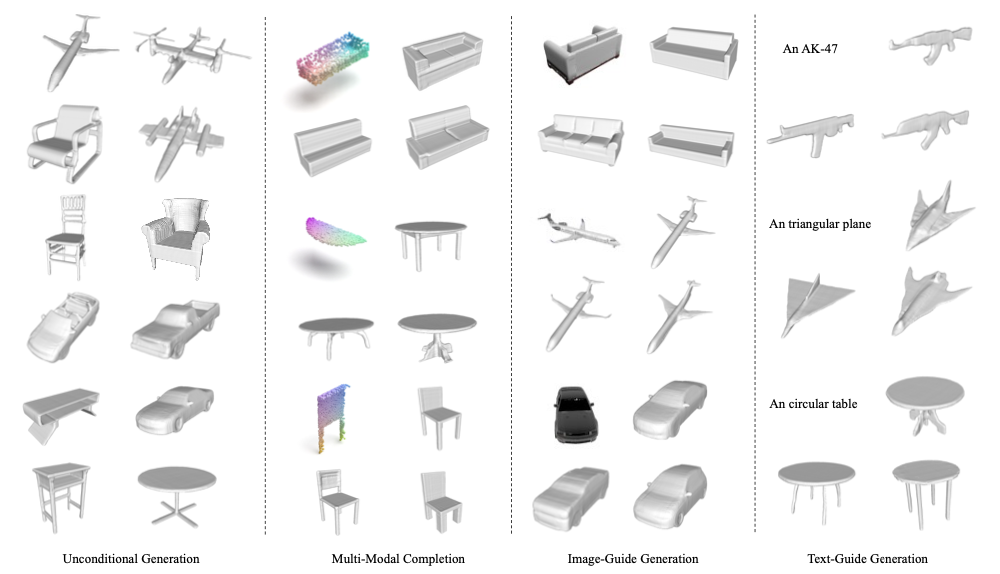 An AK-47
An triangular plane
An circular table
Unconditional Generation
Multi-Modal Completion
Image-Guide Generation
Text-Guide Generation